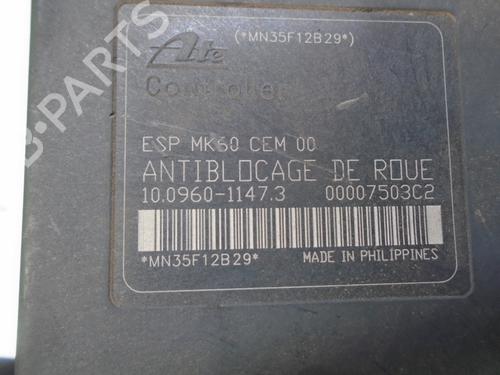 (*MN35F12B29*)
Ate
Controller
ESP MK60 CEM 00
ANTIBLOCAGE DE ROUE
10.0960-1147.3 00007503C2
*MN35F12B29* MADE IN PHILIPPINES
B-PARTS